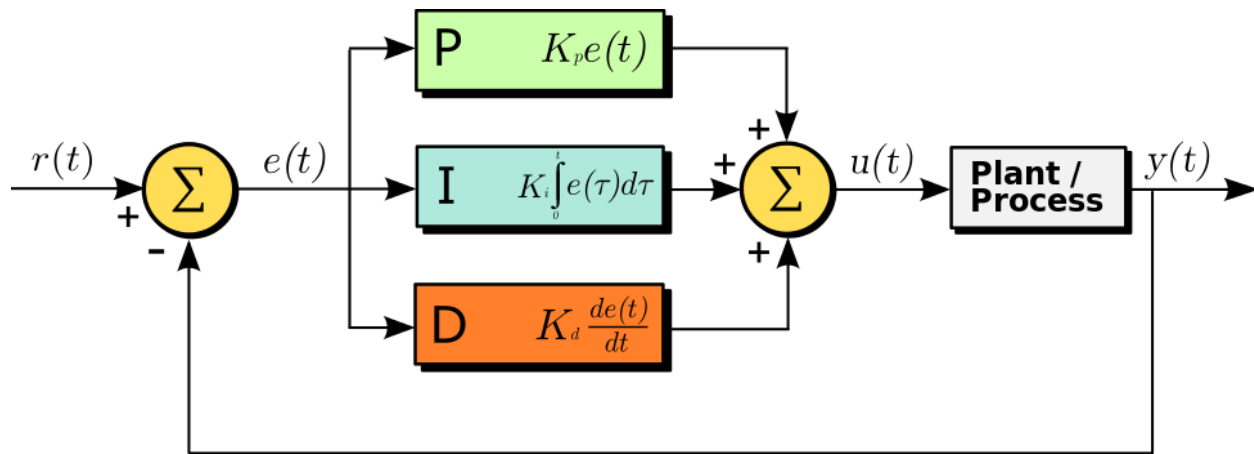 P K_p e(t)
+
r(t) + - Σ e(t)
I K_i ∫_0^t e(τ)dτ
+ Σ u(t)
Plant /
Process
y(t)
+
D K_d de(t)/dt